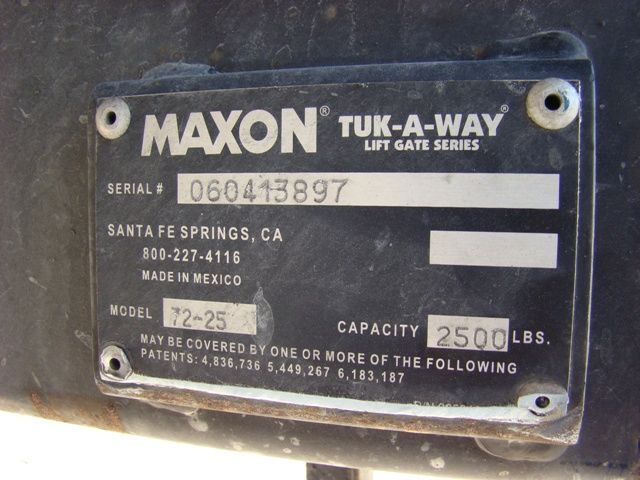 MAXON® TUK-A-WAY®
LIFT GATE SERIES
SERIAL # 060413897
SANTA FE SPRINGS, CA
800-227-4116
MADE IN MEXICO
MODEL 72-25 CAPACITY 2500 LBS.
MAY BE COVERED BY ONE OR MORE OF THE FOLLOWING
PATENTS: 4,836,736 5,449,267 6,183,187